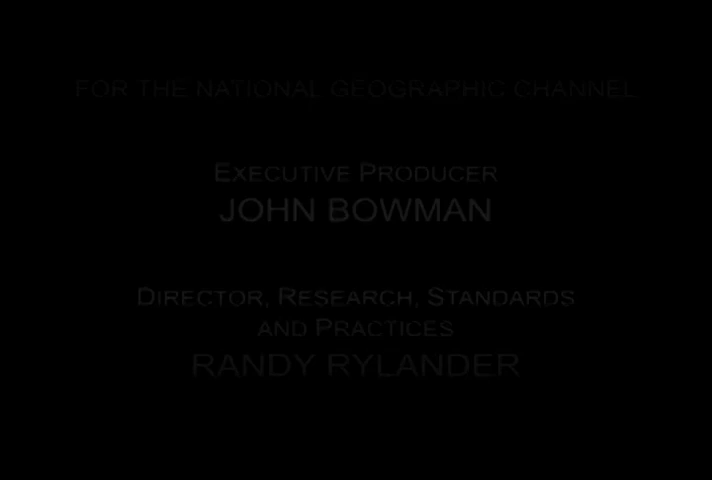 FOR THE NATIONAL GEOGRAPHIC CHANNEL
EXECUTIVE PRODUCER
JOHN BOWMAN
DIRECTOR, RESEARCH, STANDARDS
AND PRACTICES
RANDY RYLANDER